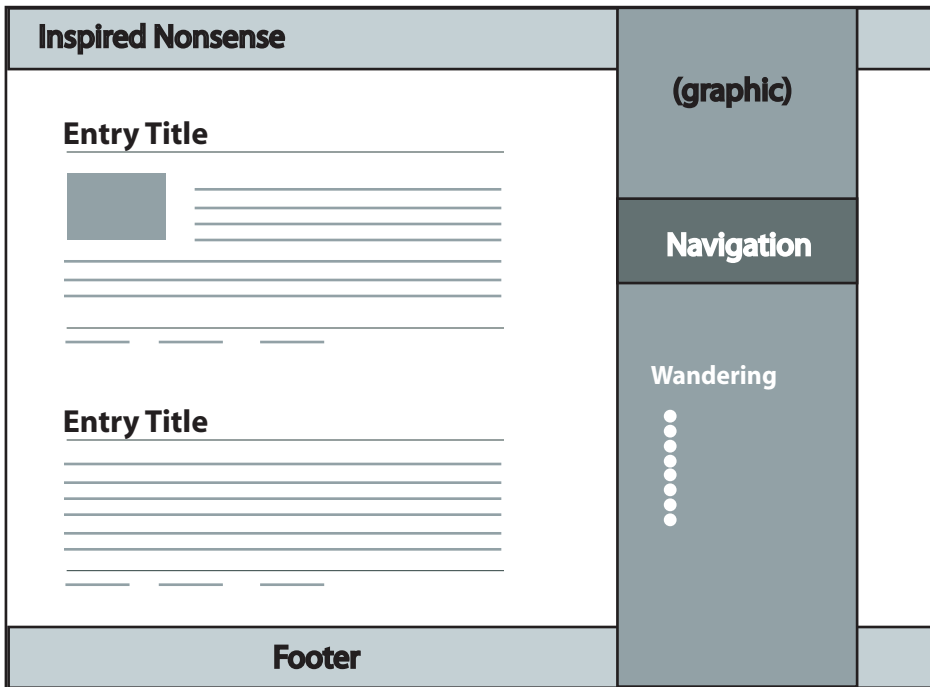 Inspired Nonsense
(graphic)
Entry Title
Navigation
Wandering
Entry Title
Footer